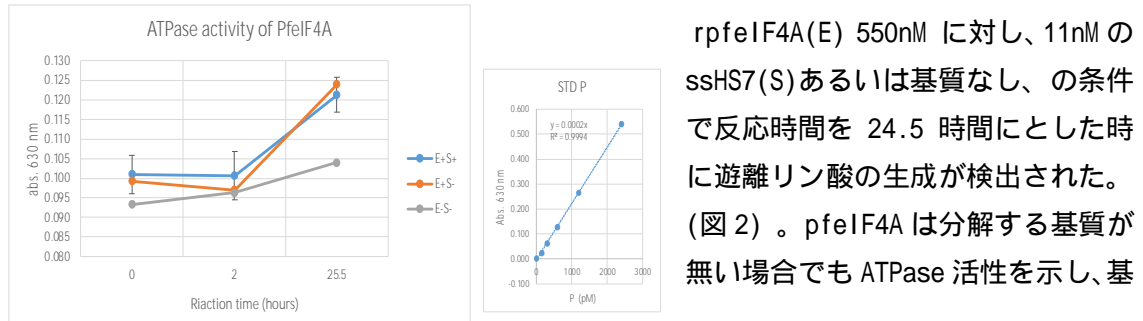 ATPase activity of PfeIF4A
0.130
0.125
0.120
0.115
0.110
0.105
0.100
0.095
0.090
0.085
0.080
abs. 630 nm
0
2
25.5
Riaction time (hours)
E+S+
E+S-
E-S-
STD P
0.600
0.500
0.400
0.300
0.200
0.100
0.000
-0.100
y = 0.0002x
R² = 0.9994
Abs. 630 nm
0
1000
2000
3000
P (pM)
rpfeIF4A(E) 550nM に対し、11nM の
ssHS7(S)あるいは基質なし、の条件
で反応時間を 24.5 時間にとした時
に遊離リン酸の生成が検出された。
(図 2) 。pfeIF4A は分解する基質が
無い場合でも ATPase 活性を示し、基